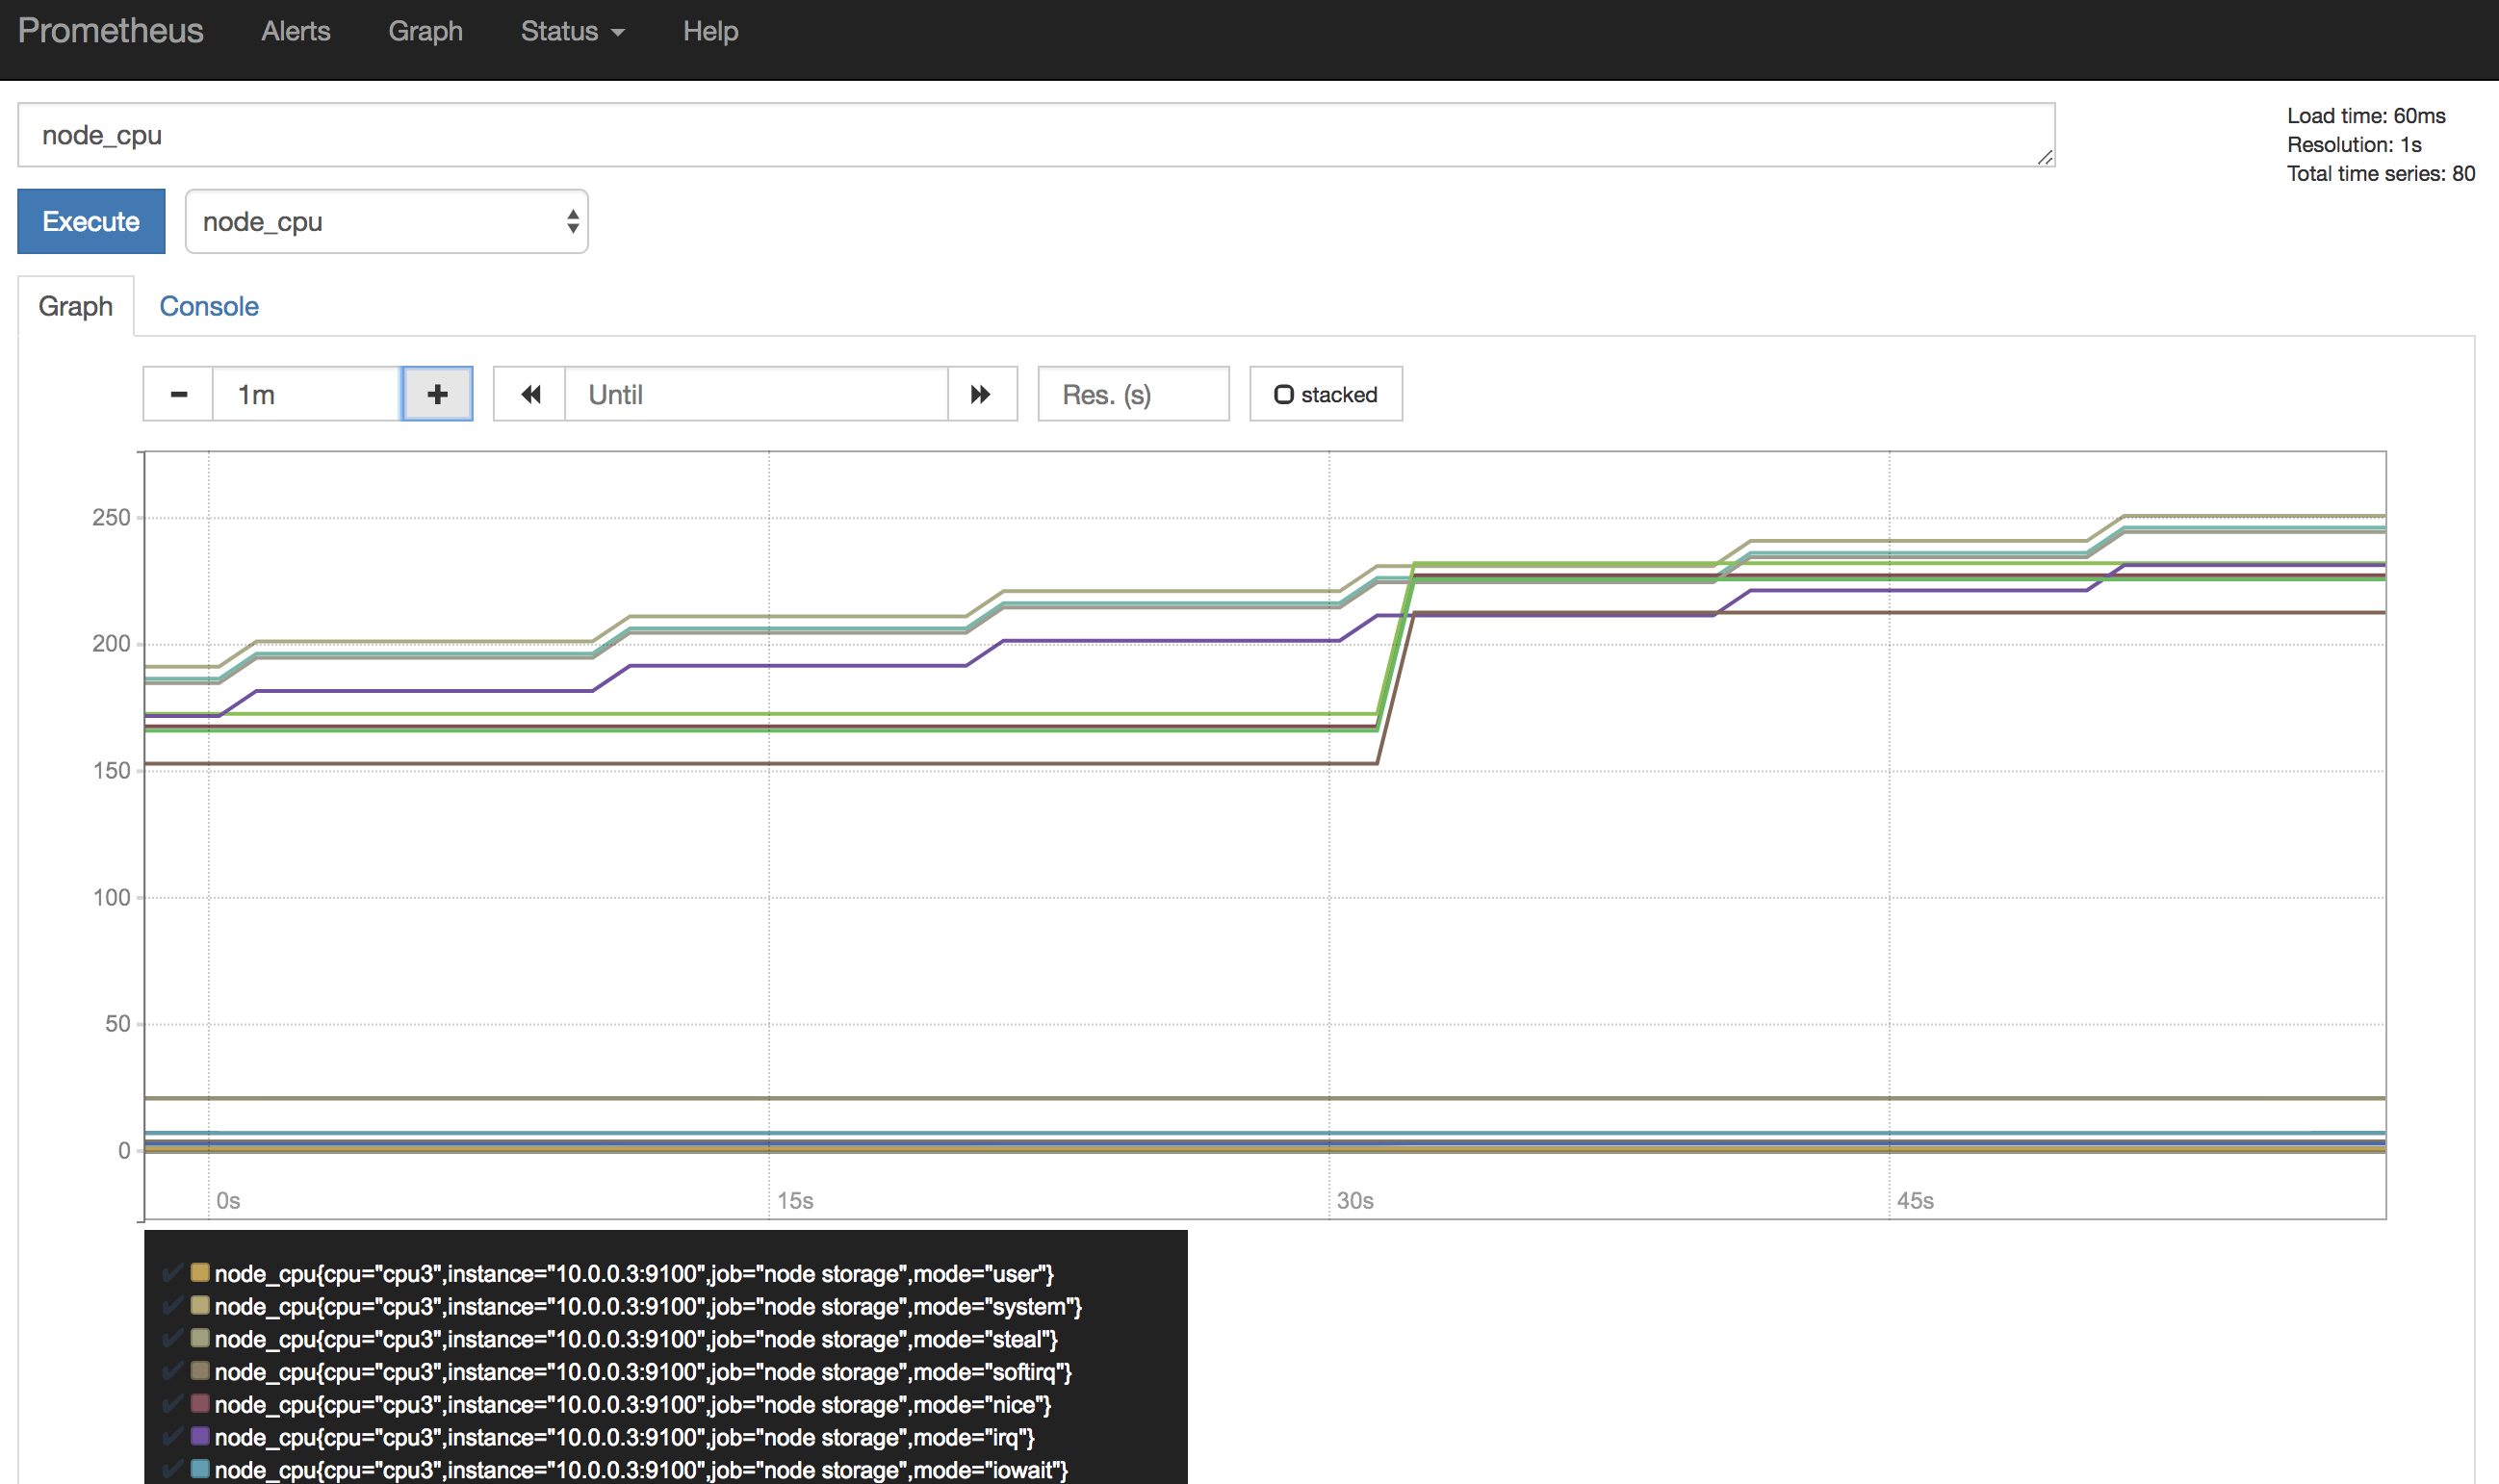 Prometheus Alerts Graph Status Help
node_cpu
Load time: 60ms
Resolution: 1s
Total time series: 80
Execute node_cpu
Graph Console
1m Until Res. (s) stacked
250
200
150
100
50
0
0s 15s 30s 45s
node_cpu{cpu="cpu3",instance="10.0.0.3:9100",job="node storage",mode="user"}
node_cpu{cpu="cpu3",instance="10.0.0.3:9100",job="node storage",mode="system"}
node_cpu{cpu="cpu3",instance="10.0.0.3:9100",job="node storage",mode="steal"}
node_cpu{cpu="cpu3",instance="10.0.0.3:9100",job="node storage",mode="softirq"}
node_cpu{cpu="cpu3",instance="10.0.0.3:9100",job="node storage",mode="nice"}
node_cpu{cpu="cpu3",instance="10.0.0.3:9100",job="node storage",mode="irq"}
node_cpu{cpu="cpu3",instance="10.0.0.3:9100",job="node storage",mode="iowait"}